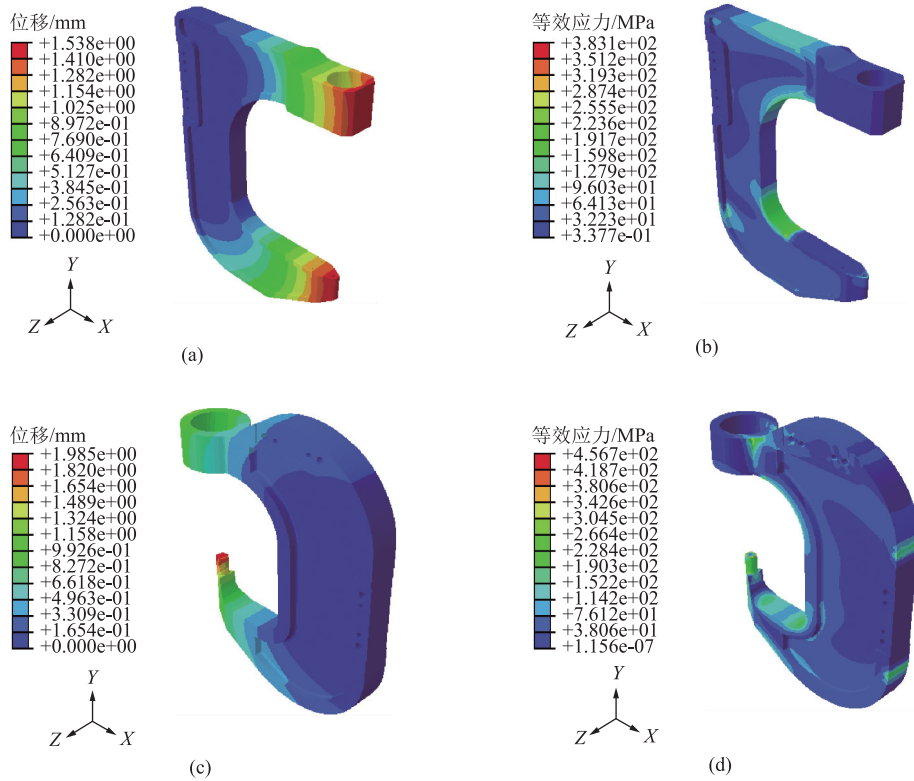 位移/mm
+1.538e+00
+1.410e+00
+1.282e+00
+1.154e+00
+1.025e+00
+8.972e-01
+7.690e-01
+6.409e-01
+5.127e-01
+3.845e-01
+2.563e-01
+1.282e-01
+0.000e+00
Y
Z
X
(a)
等效应力/MPa
+3.831e+02
+3.512e+02
+3.193e+02
+2.874e+02
+2.555e+02
+2.236e+02
+1.917e+02
+1.598e+02
+1.279e+02
+9.603e+01
+6.413e+01
+3.223e+01
+3.377e-01
Y
Z
X
(b)
位移/mm
+1.985e+00
+1.820e+00
+1.654e+00
+1.489e+00
+1.324e+00
+1.158e+00
+9.926e-01
+8.272e-01
+6.618e-01
+4.963e-01
+3.309e-01
+1.654e-01
+0.000e+00
Y
Z
X
(c)
等效应力/MPa
+4.567e+02
+4.187e+02
+3.806e+02
+3.426e+02
+3.045e+02
+2.664e+02
+2.284e+02
+1.903e+02
+1.522e+02
+1.142e+02
+7.612e+01
+3.806e+01
+1.156e-07
Y
Z
X
(d)